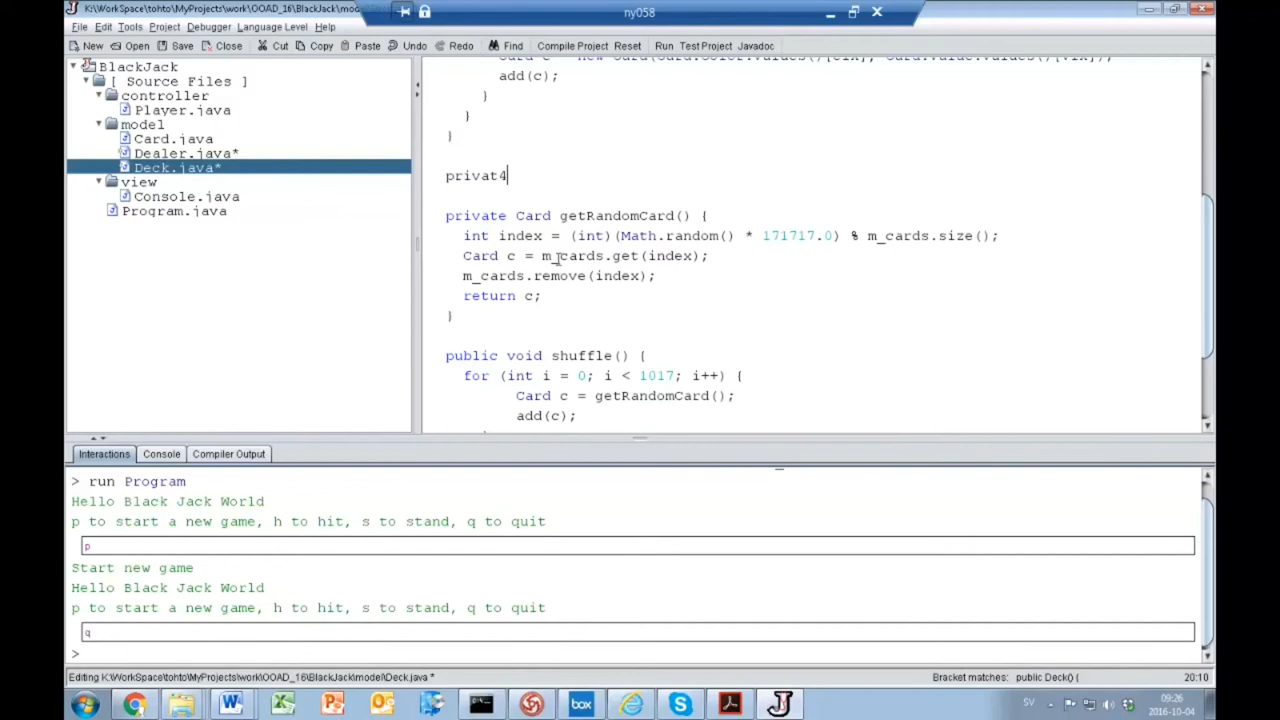 K:\WorkSpace\tohto\MyProjects\work\OOAD_16\BlackJack\mod
ny058
File Edit Tools Project Debugger Language Level Help
New Open Save Close Cut Copy Paste Undo Redo Find Compile Project Reset Run Test Project Javadoc
BlackJack
[ Source Files ]
controller
Player.java
model
Card.java
Dealer.java*
Deck.java*
view
Console.java
Program.java
add(c);
}
}
}
privat4
private Card getRandomCard() {
int index = (int)(Math.random() * 171717.0) % m_cards.size();
Card c = m_cards.get(index);
m_cards.remove(index);
return c;
}
public void shuffle() {
for (int i = 0; i < 1017; i++) {
Card c = getRandomCard();
add(c);
Interactions Console Compiler Output
> run Program
Hello Black Jack World
p to start a new game, h to hit, s to stand, q to quit
p
Start new game
Hello Black Jack World
p to start a new game, h to hit, s to stand, q to quit
q
>
Editing K:\WorkSpace\tohto\MyProjects\work\OOAD_16\BlackJack\model\Deck.java * Bracket matches: public Deck() { 20:10
box
SV
09:26
2016-10-04